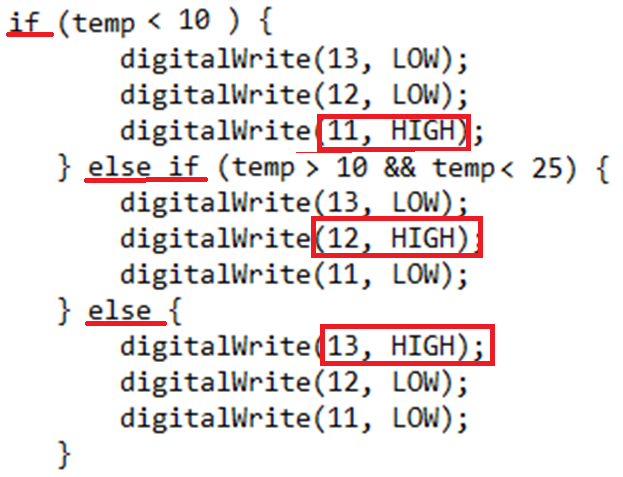 if (temp < 10 ) {
digitalWrite(13, LOW);
digitalWrite(12, LOW);
digitalWrite(11, HIGH);
} else if (temp > 10 && temp< 25) {
digitalWrite(13, LOW);
digitalWrite(12, HIGH);
digitalWrite(11, LOW);
} else {
digitalWrite(13, HIGH);
digitalWrite(12, LOW);
digitalWrite(11, LOW);
}